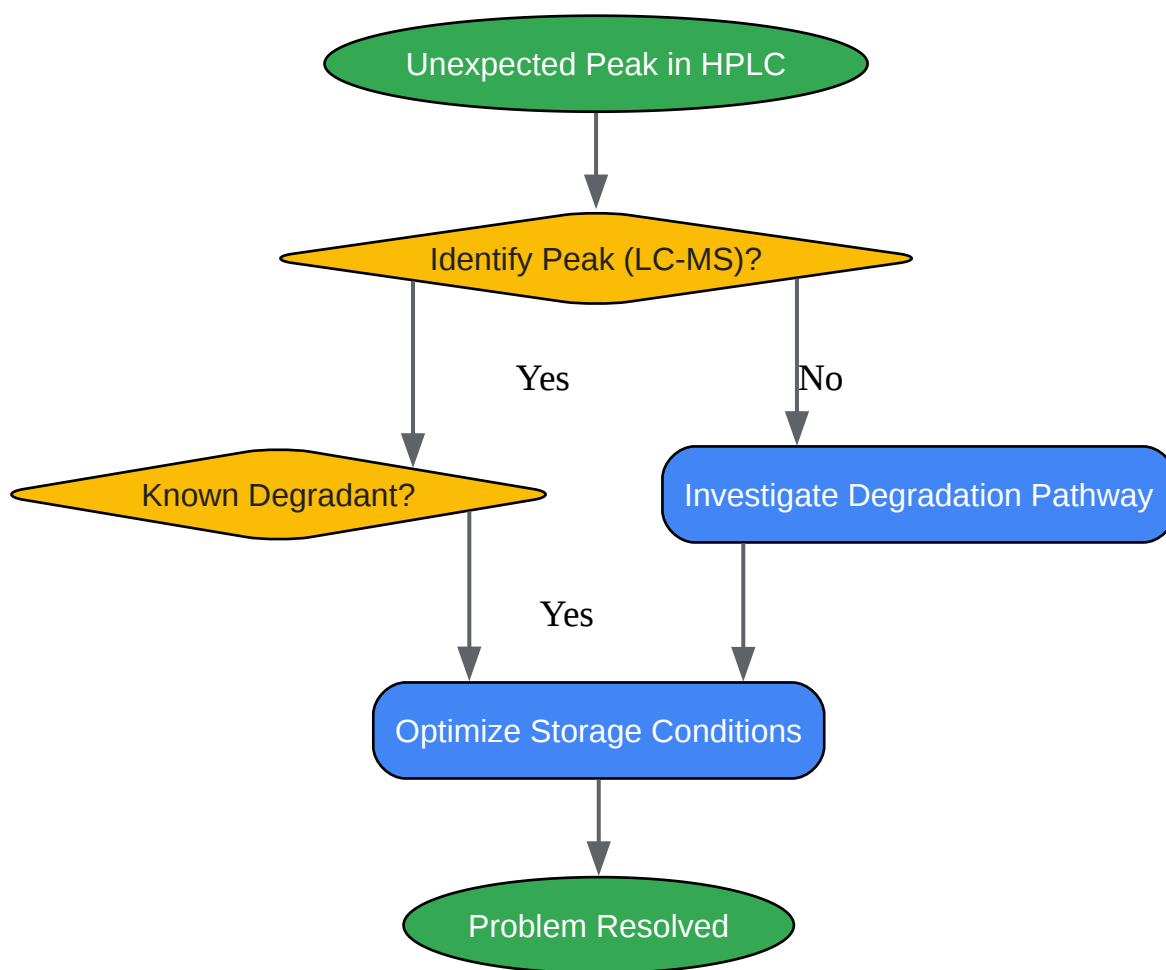 Unexpected Peak in HPLC
Identify Peak (LC-MS)?
Yes
No
Known Degradant?
Investigate Degradation Pathway
Yes
Optimize Storage Conditions
Problem Resolved